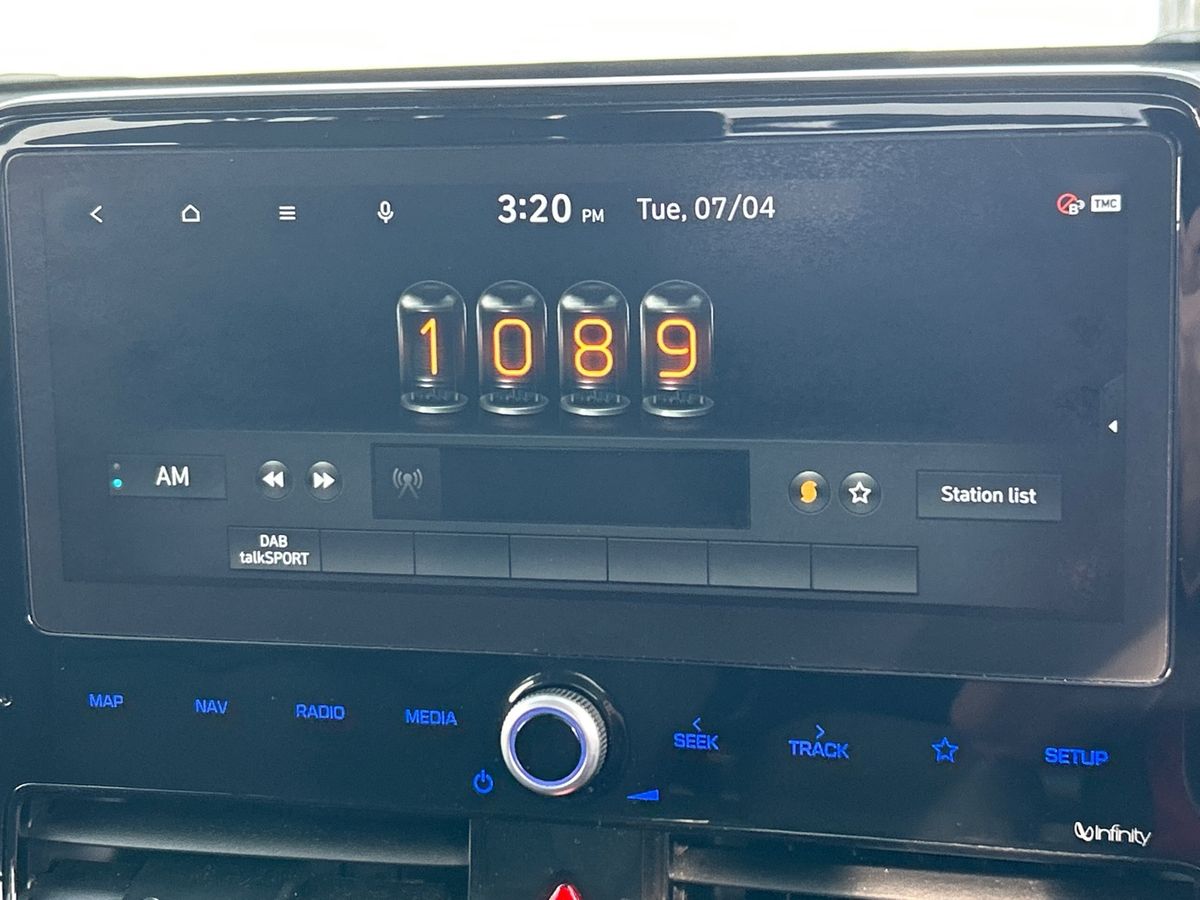 3:20 PM Tue, 07/04
TMC
1089
AM
Station list
DAB
talkSPORT
MAP NAV RADIO MEDIA SEEK TRACK SETUP
Infinity